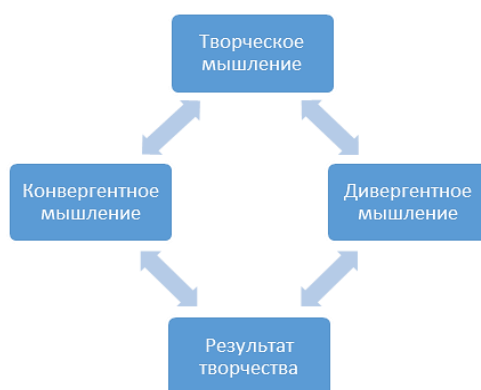 Творческое
мышление
Конвергентное
мышление
Дивергентное
мышление
Результат
творчества